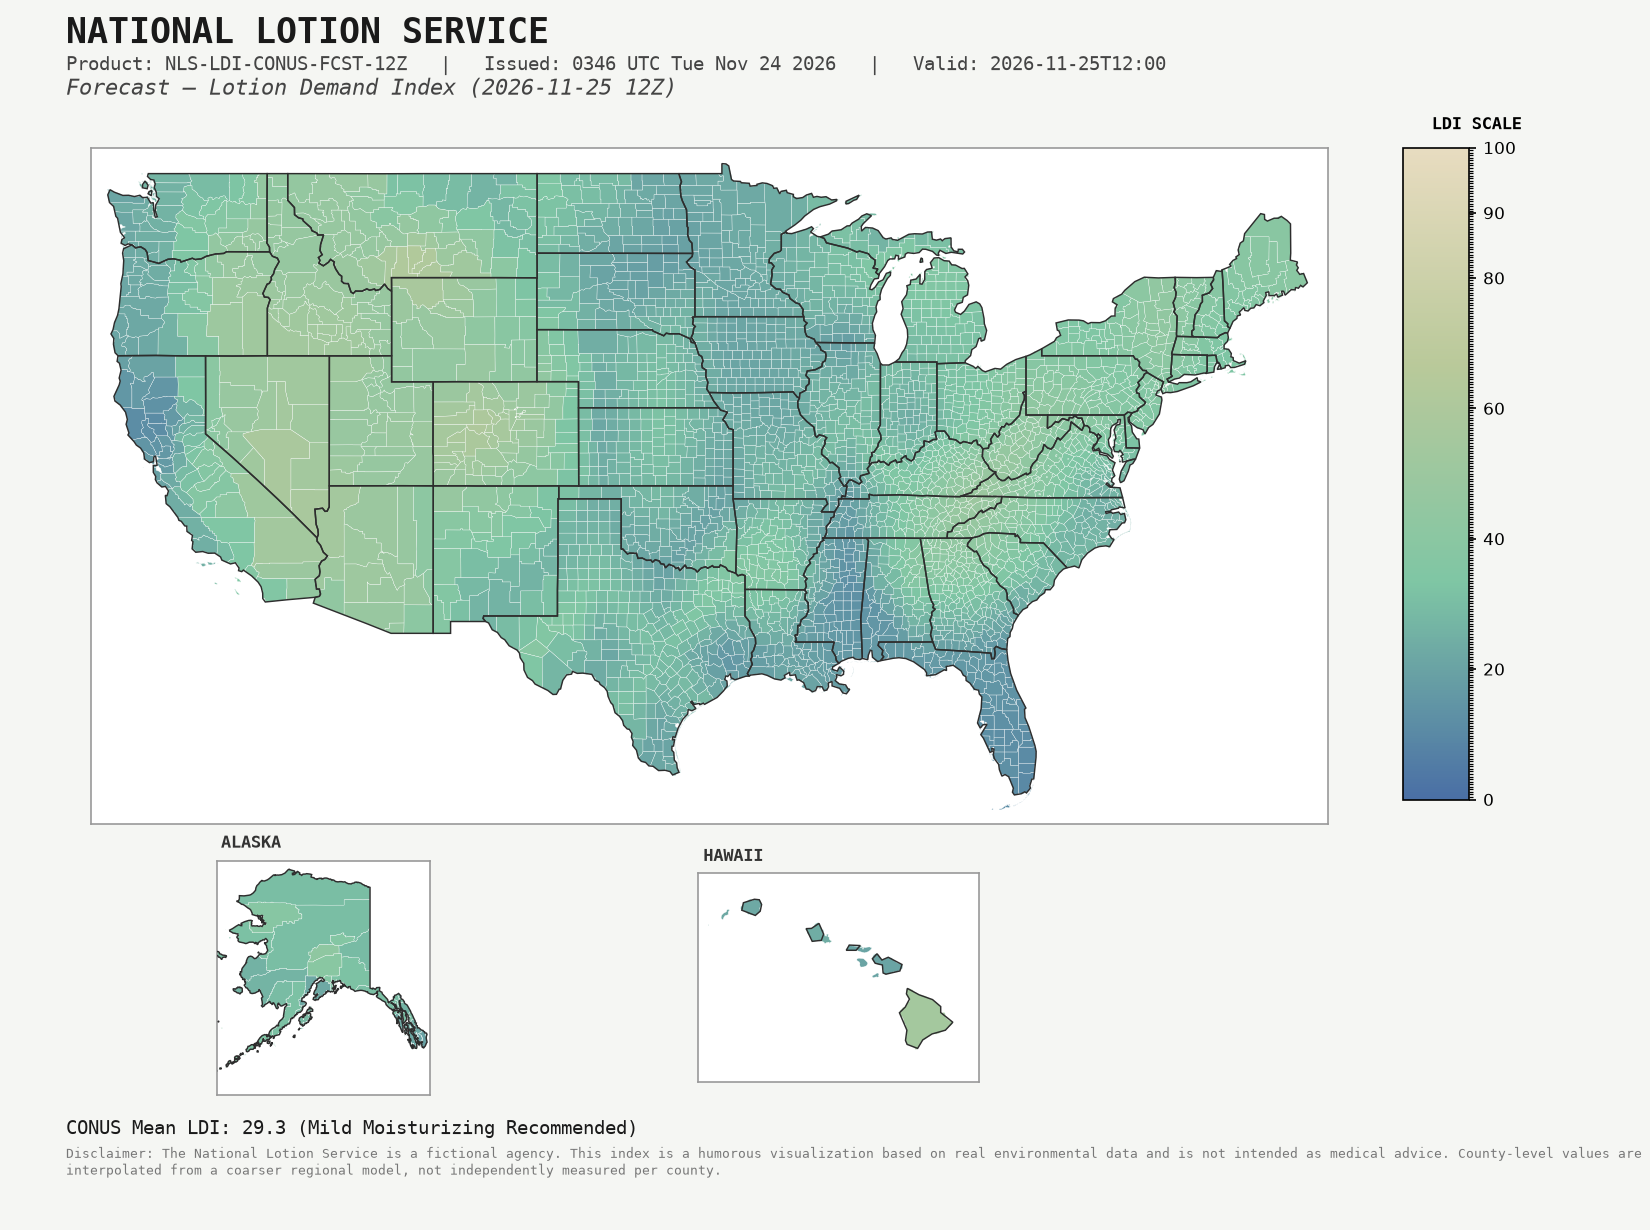 NATIONAL LOTION SERVICE
Product: NLS-LDI-CONUS-FCST-12Z | Issued: 0346 UTC Tue Nov 24 2026 | Valid: 2026-11-25T12:00
Forecast — Lotion Demand Index (2026-11-25 12Z)
LDI SCALE
100
90
80
60
40
20
0
ALASKA
HAWAII
CONUS Mean LDI: 29.3 (Mild Moisturizing Recommended)
Disclaimer: The National Lotion Service is a fictional agency. This index is a humorous visualization based on real environmental data and is not intended as medical advice. County-level values are
interpolated from a coarser regional model, not independently measured per county.